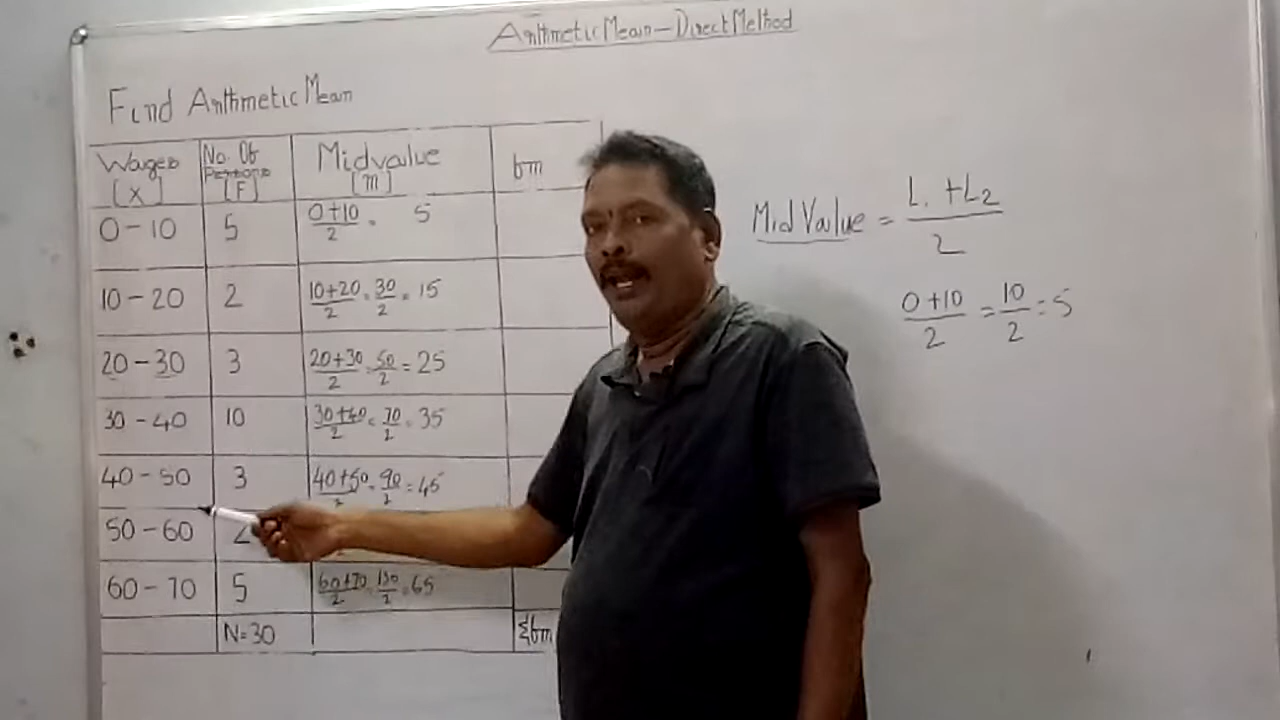 Arithmetic Mean - Direct Method
Find Arithmetic Mean
Wages [X] No. Of Persons [F] Midvalue [m] fm
0-10 5 0+10/2 = 5
10-20 2 10+20/2 = 30/2 = 15
20-30 3 20+30/2 = 50/2 = 25
30-40 10 30+40/2 = 70/2 = 35
40-50 3 40+50/2 = 90/2 = 45
50-60 2
60-70 5 60+70/2 = 130/2 = 65
N=30 Σfm
Mid Value = L1+L2/2
0+10/2 = 10/2 = 5